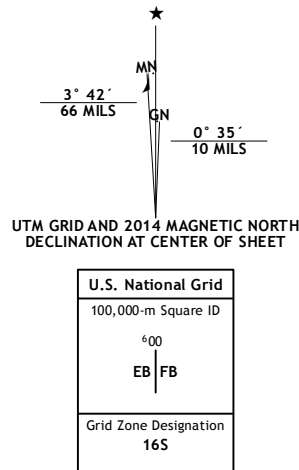 MN
3° 42´
66 MILS
GN
0° 35´
10 MILS
UTM GRID AND 2014 MAGNETIC NORTH
DECLINATION AT CENTER OF SHEET
U.S. National Grid
100,000-m Square ID
⁶00
EB FB
Grid Zone Designation
16S